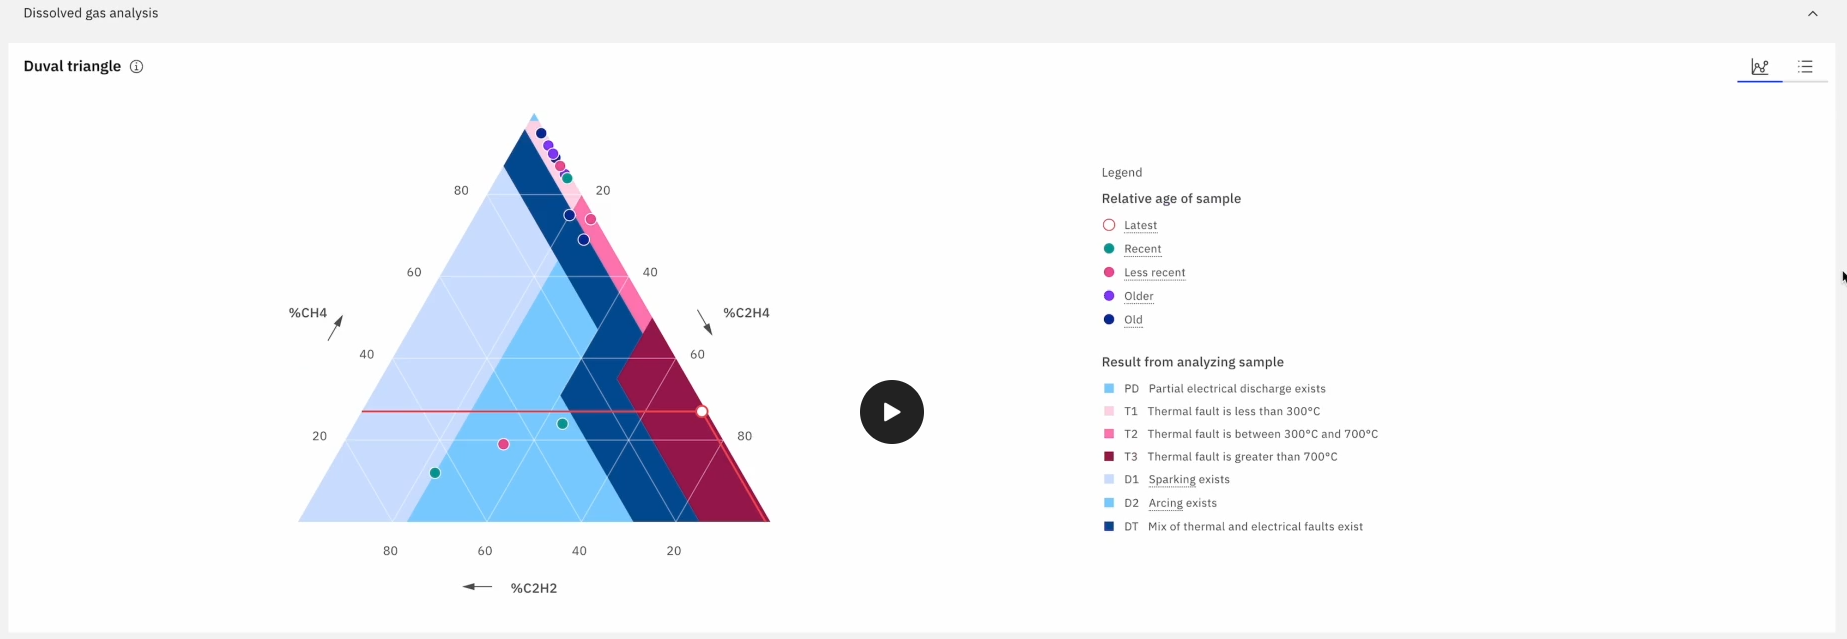 Dissolved gas analysis
Duval triangle
80
20
60
40
%CH4
%C2H4
40
60
20
80
80
60
40
20
%C2H2
Legend
Relative age of sample
Latest
Recent
Less recent
Older
Old
Result from analyzing sample
PD Partial electrical discharge exists
T1 Thermal fault is less than 300°C
T2 Thermal fault is between 300°C and 700°C
T3 Thermal fault is greater than 700°C
D1 Sparking exists
D2 Arcing exists
DT Mix of thermal and electrical faults exist